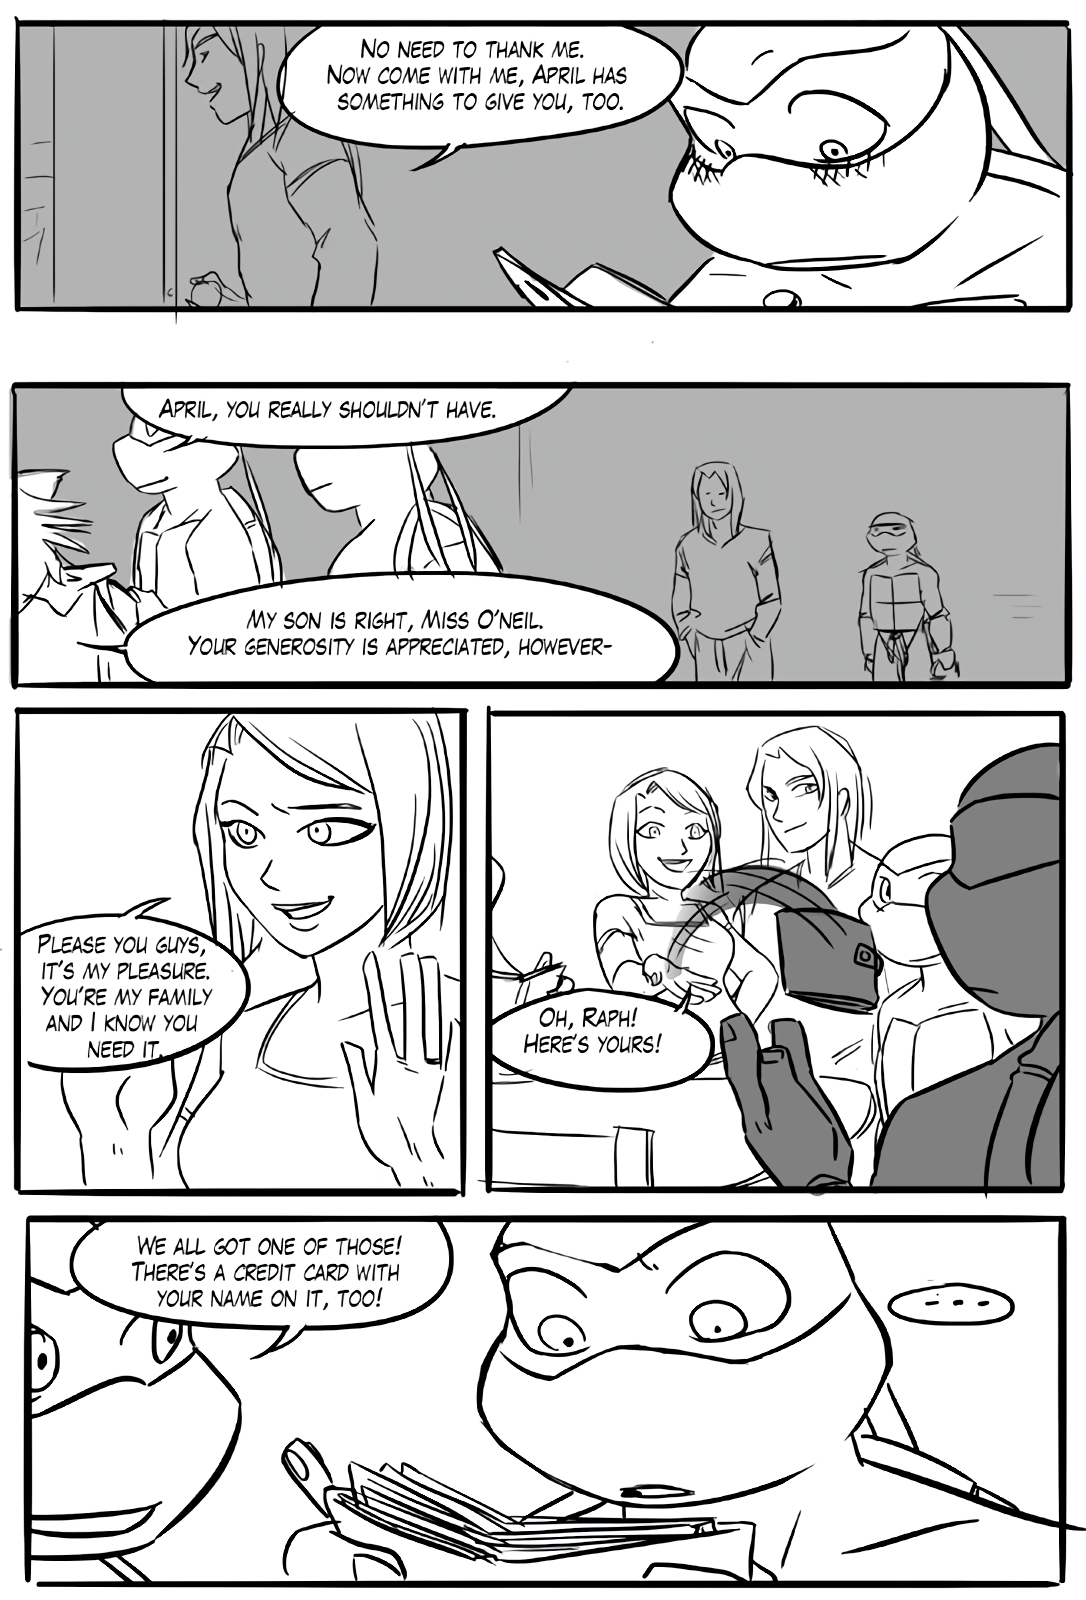 No need to thank me.
Now come with me, April has
something to give you, too.
April, you really shouldn't have.
My son is right, Miss O'neil.
Your generosity is appreciated, however-
Please you guys,
it's my pleasure.
You're my family
and I know you
need it.
Oh, Raph!
Here's yours!
We all got one of those!
There's a credit card with
your name on it, too!
...